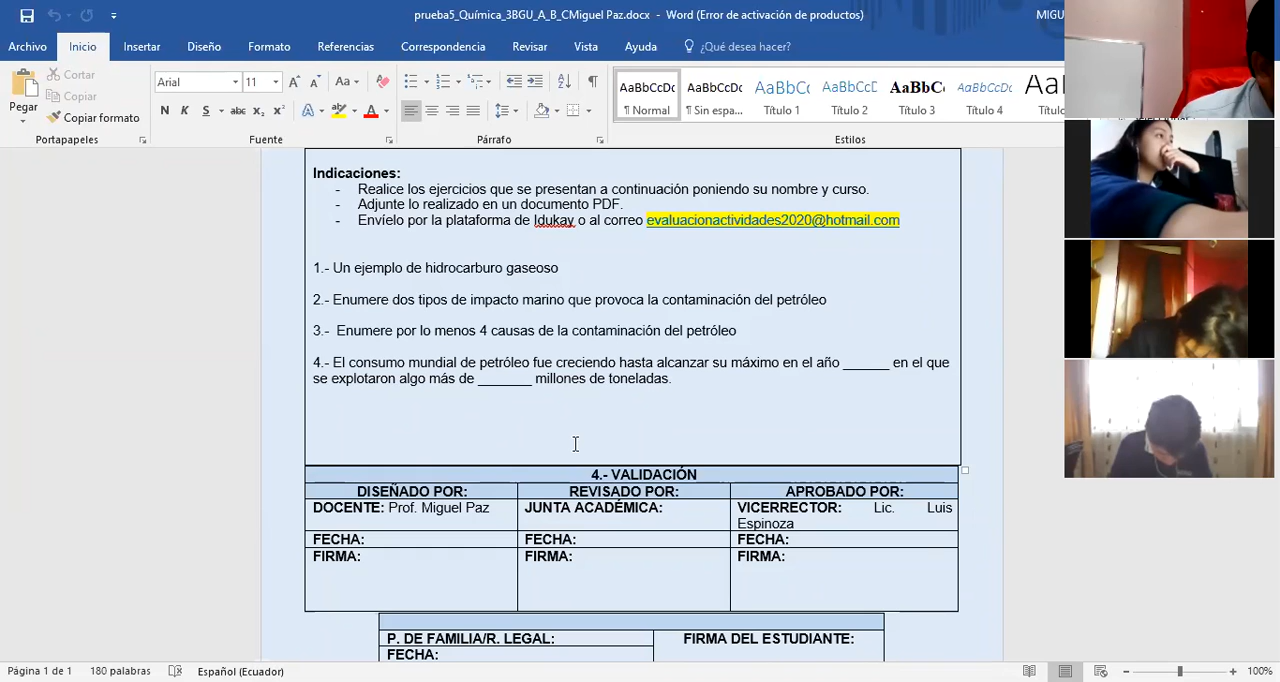 prueba5_Química_3BGU_A_B_CMiguel Paz.docx - Word (Error de activación de productos)
MIGU
Archivo Inicio Insertar Diseño Formato Referencias Correspondencia Revisar Vista Ayuda ¿Qué desea hacer?
Pegar
Cortar
Copiar
Copiar formato
Portapapeles
Arial 11
Fuente
Párrafo
AaBbCcDc AaBbCcDc AaBbCc AaBbCcD AaBbC AaBbCcDc
¶ Normal ¶ Sin espa... Título 1 Título 2 Título 3 Título 4
Estilos
Indicaciones:
- Realice los ejercicios que se presentan a continuación poniendo su nombre y curso.
- Adjunte lo realizado en un documento PDF.
- Envíelo por la plataforma de Idukay o al correo evaluacionactividades2020@hotmail.com
1.- Un ejemplo de hidrocarburo gaseoso
2.- Enumere dos tipos de impacto marino que provoca la contaminación del petróleo
3.- Enumere por lo menos 4 causas de la contaminación del petróleo
4.- El consumo mundial de petróleo fue creciendo hasta alcanzar su máximo en el año ______ en el que
se explotaron algo más de _______ millones de toneladas.
4.- VALIDACIÓN
DISEÑADO POR: REVISADO POR: APROBADO POR:
DOCENTE: Prof. Miguel Paz JUNTA ACADÉMICA: VICERRECTOR: Lic. Luis
Espinoza
FECHA: FECHA: FECHA:
FIRMA: FIRMA: FIRMA:
P. DE FAMILIA/R. LEGAL: FIRMA DEL ESTUDIANTE:
FECHA:
Página 1 de 1 180 palabras Español (Ecuador) 100%